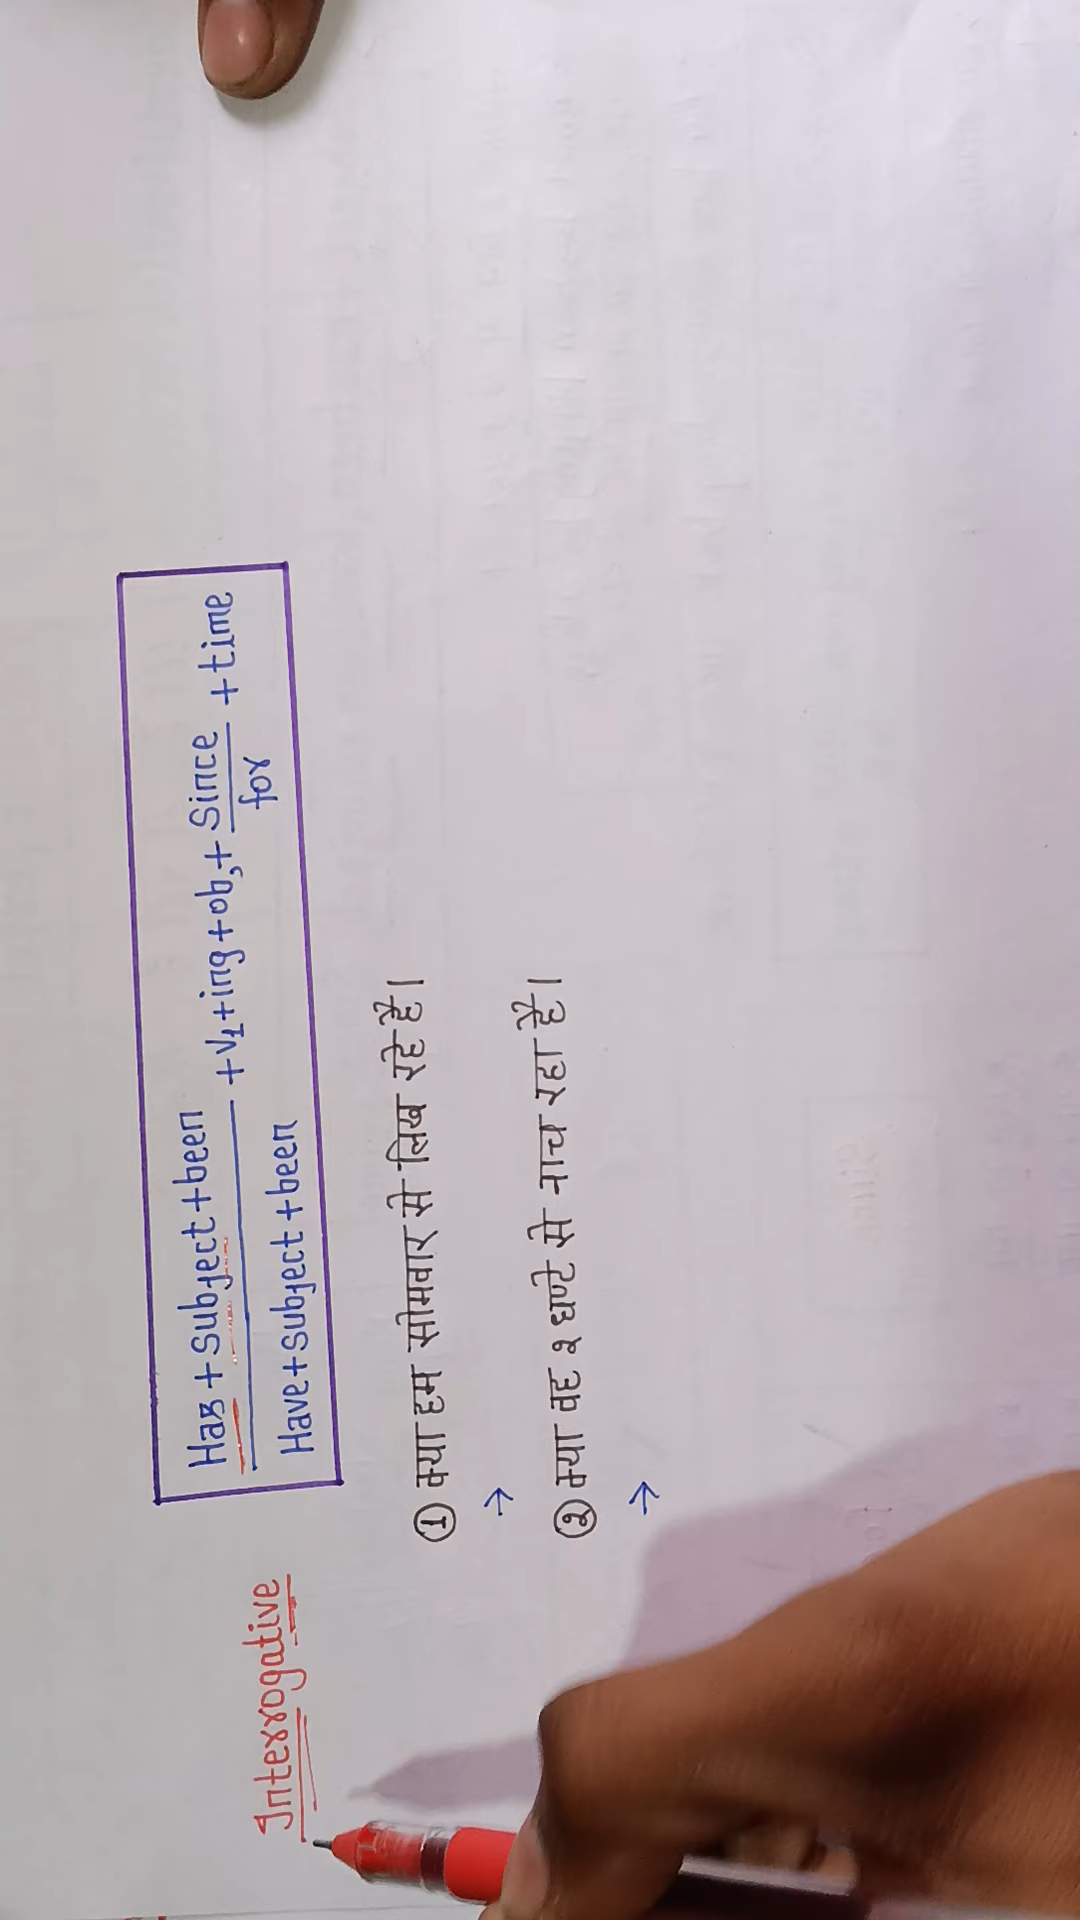 Interrogative
Has + Subject + been + V1 + ing + ob, + Since + time
Have + Subject + been for
① क्या हम सोमवार से लिख रहे हैं।
→
② क्या वह २ घण्टे से नाच रहा है।
→